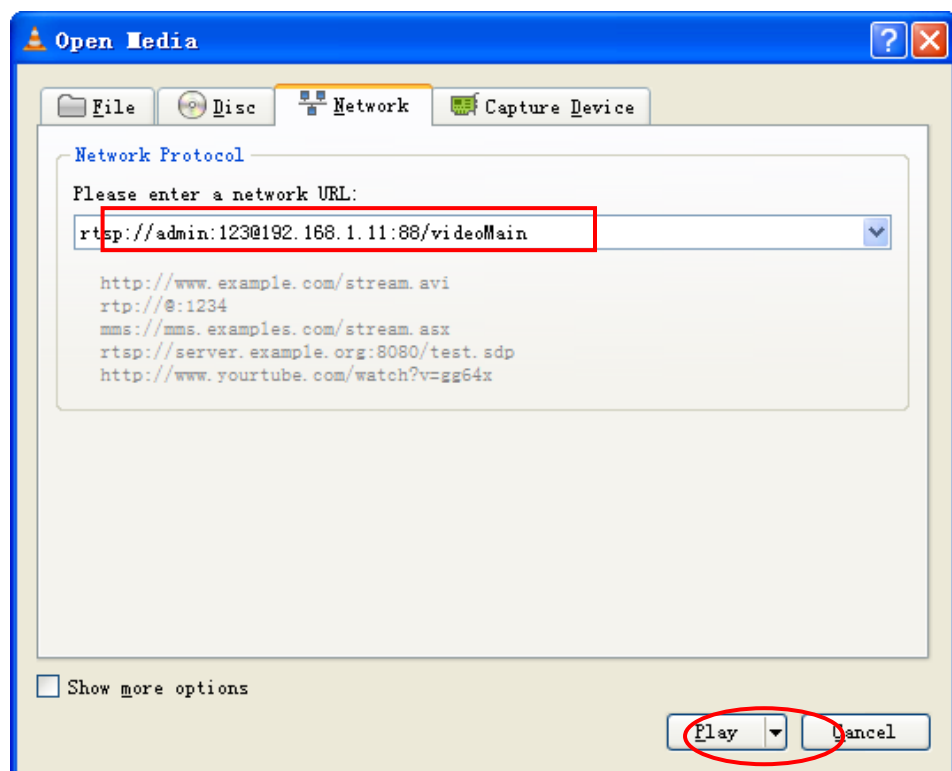 Open Media
File Disc Network Capture Device
Network Protocol
Please enter a network URL:
rtsp://admin:123@192.168.1.11:88/videoMain
http://www.example.com/stream.avi
rtp://@:1234
mms://mms.examples.com/stream.asx
rtsp://server.example.org:8080/test.sdp
http://www.yourtube.com/watch?v=gg64x
Show more options
Play Cancel